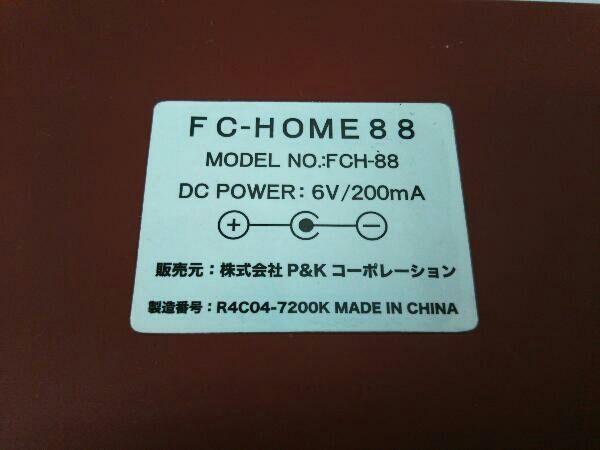 FC-HOME88
MODEL NO.:FCH-88
DC POWER: 6V/200mA
販売元：株式会社 P&K コーポレーション
製造番号：R4C04-7200K MADE IN CHINA